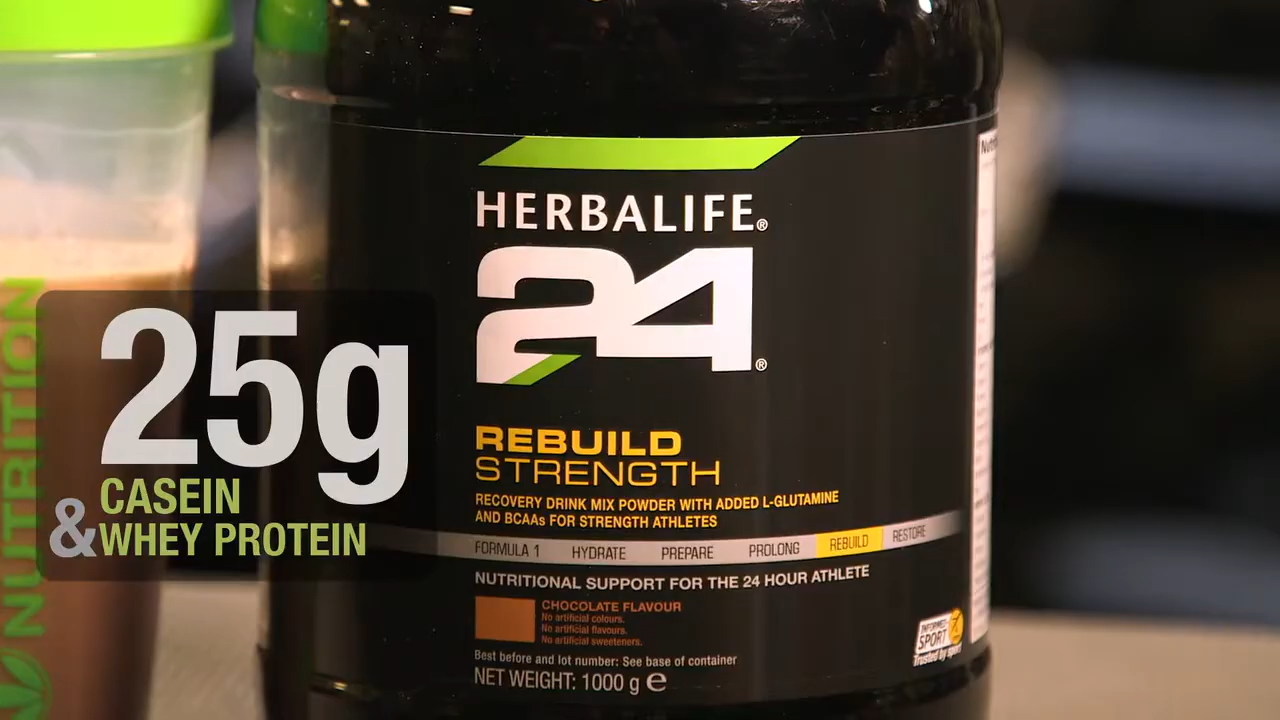 HERBALIFE®
24®
REBUILD
STRENGTH
RECOVERY DRINK MIX POWDER WITH ADDED L-GLUTAMINE
AND BCAAs FOR STRENGTH ATHLETES
FORMULA 1 HYDRATE PREPARE PROLONG REBUILD RESTORE
NUTRITIONAL SUPPORT FOR THE 24 HOUR ATHLETE
CHOCOLATE FLAVOUR
No artificial colours.
No artificial flavours.
No artificial sweeteners.
Best before and lot number: See base of container
NET WEIGHT: 1000 g e
INFORMED-
SPORT
Trusted by sport
25g
CASEIN
& WHEY PROTEIN
NUTRITION